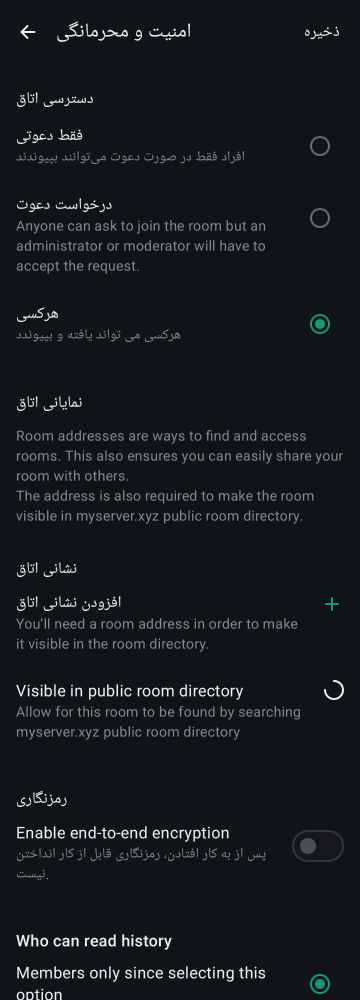 امنیت و محرمانگی
ذخیره
دسترسی اتاق
فقط دعوتی
افراد فقط در صورت دعوت می‌توانند بپیوندند
درخواست دعوت
Anyone can ask to join the room but an
administrator or moderator will have to
accept the request.
هرکسی
هرکسی می تواند یافته و بپیوندد
نمایانی اتاق
Room addresses are ways to find and access
rooms. This also ensures you can easily share your
room with others.
The address is also required to make the room
visible in myserver.xyz public room directory.
نشانی اتاق
افزودن نشانی اتاق
You’ll need a room address in order to make
it visible in the room directory.
Visible in public room directory
Allow for this room to be found by searching
myserver.xyz public room directory
رمزنگاری
Enable end-to-end encryption
پس از به کار افتادن، رمزنگاری قابل از کار انداختن
نیست.
Who can read history
Members only since selecting this
option